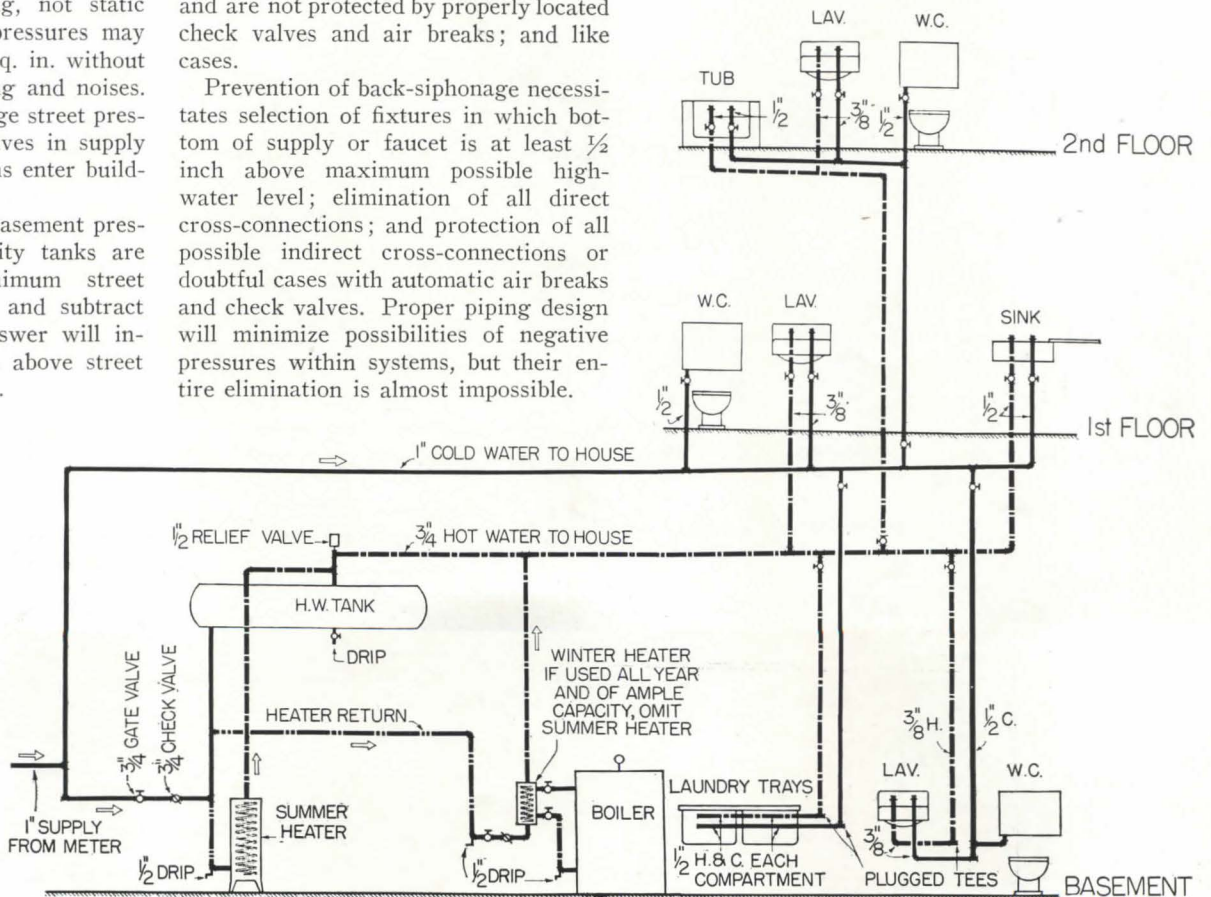 g, not static
pressures may
q. in. without
g and noises.
ge street pres-
ves in supply
s enter build-
asement pres-
ity tanks are
imum street
and subtract
swer will in-
above street
and are not protected by properly located
check valves and air breaks; and like
cases.
Prevention of back-siphonage necessi-
tates selection of fixtures in which bot-
tom of supply or faucet is at least ½
inch above maximum possible high-
water level; elimination of all direct
cross-connections; and protection of all
possible indirect cross-connections or
doubtful cases with automatic air breaks
and check valves. Proper piping design
will minimize possibilities of negative
pressures within systems, but their en-
tire elimination is almost impossible.
LAV.
W.C.
TUB
½"
⅜"
½"
2nd FLOOR
W.C.
LAV.
SINK
½"
⅜"
½"
1st FLOOR
1" COLD WATER TO HOUSE
½" RELIEF VALVE
¾" HOT WATER TO HOUSE
H.W. TANK
DRIP
¾" GATE VALVE
¾" CHECK VALVE
WINTER HEATER
IF USED ALL YEAR
AND OF AMPLE
CAPACITY, OMIT
SUMMER HEATER
HEATER RETURN
⅜" H.
½" C.
LAUNDRY TRAYS
LAV.
W.C.
1" SUPPLY
FROM METER
SUMMER
HEATER
BOILER
⅜"
½" DRIP
½" DRIP
½" H. & C. EACH
COMPARTMENT
PLUGGED TEES
BASEMENT